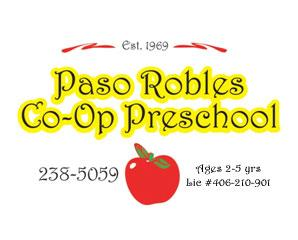 Est. 1969
Paso Robles
Co-Op Preschool
238-5059
Ages 2-5 yrs
Lic #406-210-901